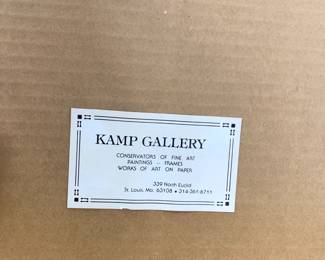 KAMP GALLERY
CONSERVATORS OF FINE ART
PAINTINGS -- FRAMES
WORKS OF ART ON PAPER
339 North Euclid
St. Louis, Mo. 63108 • 314-361-6711